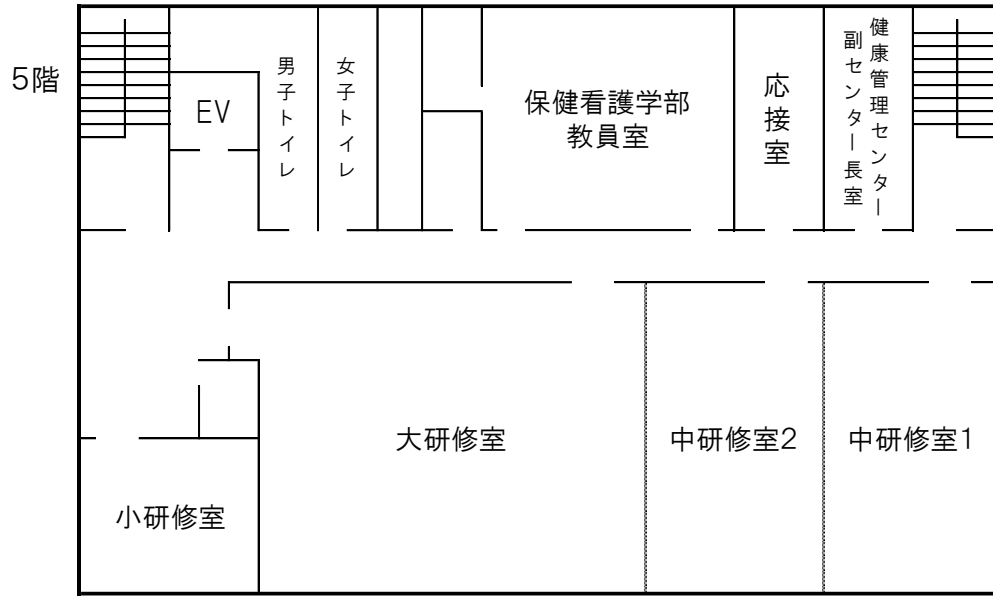 5階
EV
男子トイレ
女子トイレ
保健看護学部
教員室
応接室
健康管理センター
副センター長室
大研修室
中研修室2
中研修室1
小研修室